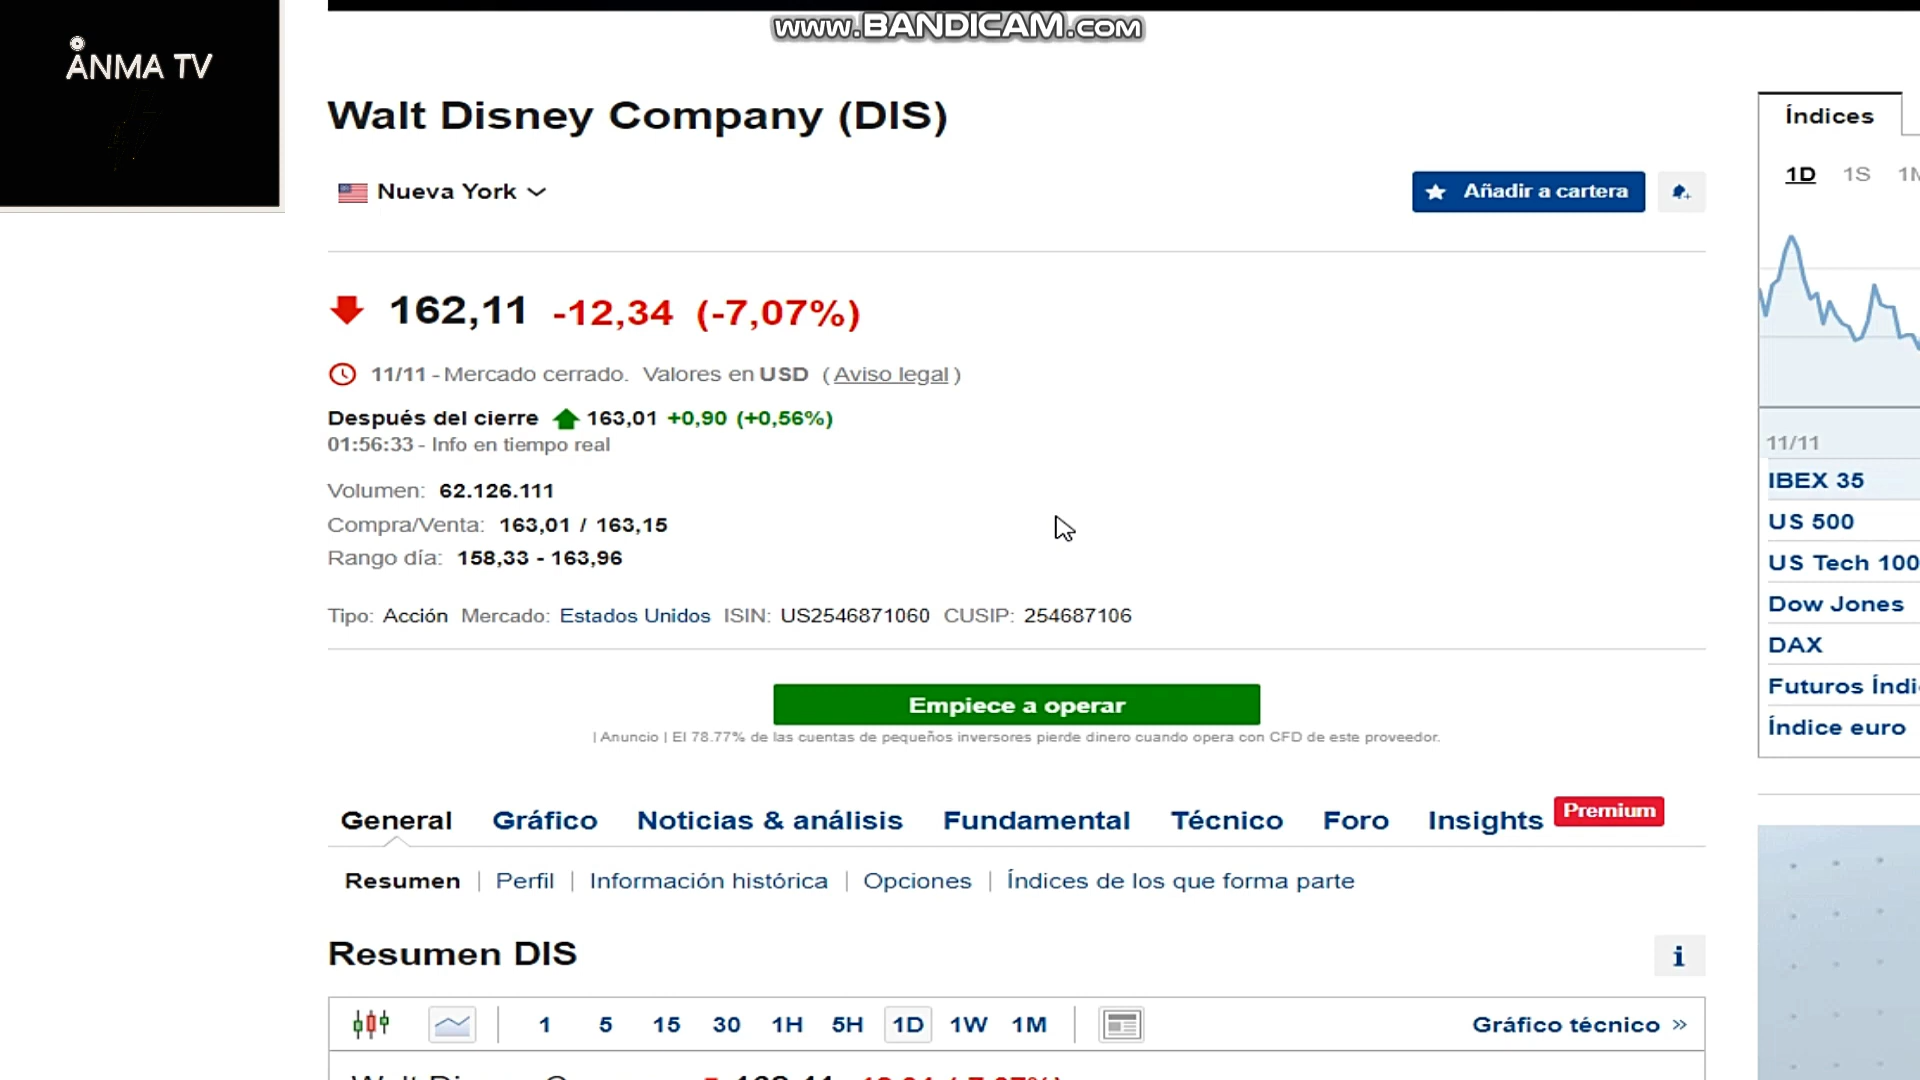 www.BANDICAM.com
ANMA TV
Walt Disney Company (DIS)
Nueva York
Añadir a cartera
162,11 -12,34 (-7,07%)
11/11 - Mercado cerrado. Valores en USD ( Aviso legal )
Después del cierre 163,01 +0,90 (+0,56%)
01:56:33 - Info en tiempo real
Volumen: 62.126.111
Compra/Venta: 163,01 / 163,15
Rango día: 158,33 - 163,96
Tipo: Acción Mercado: Estados Unidos ISIN: US2546871060 CUSIP: 254687106
Empiece a operar
| Anuncio | El 78.77% de las cuentas de pequeños inversores pierde dinero cuando opera con CFD de este proveedor.
General Gráfico Noticias & análisis Fundamental Técnico Foro Insights Premium
Resumen | Perfil | Información histórica | Opciones | Índices de los que forma parte
Resumen DIS
i
1 5 15 30 1H 5H 1D 1W 1M
Gráfico técnico »
Índices
1D 1S
11/11
IBEX 35
US 500
US Tech 100
Dow Jones
DAX
Futuros Índi
Índice euro